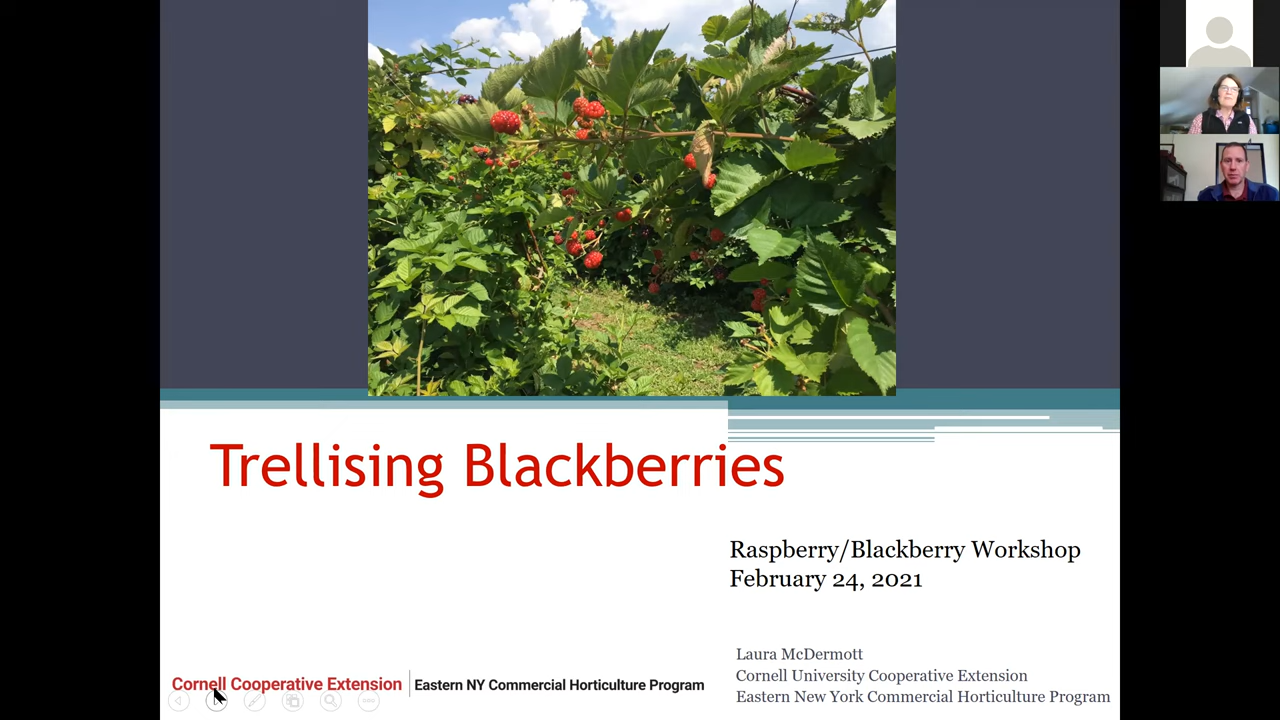 Trellising Blackberries
Raspberry/Blackberry Workshop
February 24, 2021
Laura McDermott
Cornell University Cooperative Extension
Eastern New York Commercial Horticulture Program
Cornell Cooperative Extension | Eastern NY Commercial Horticulture Program